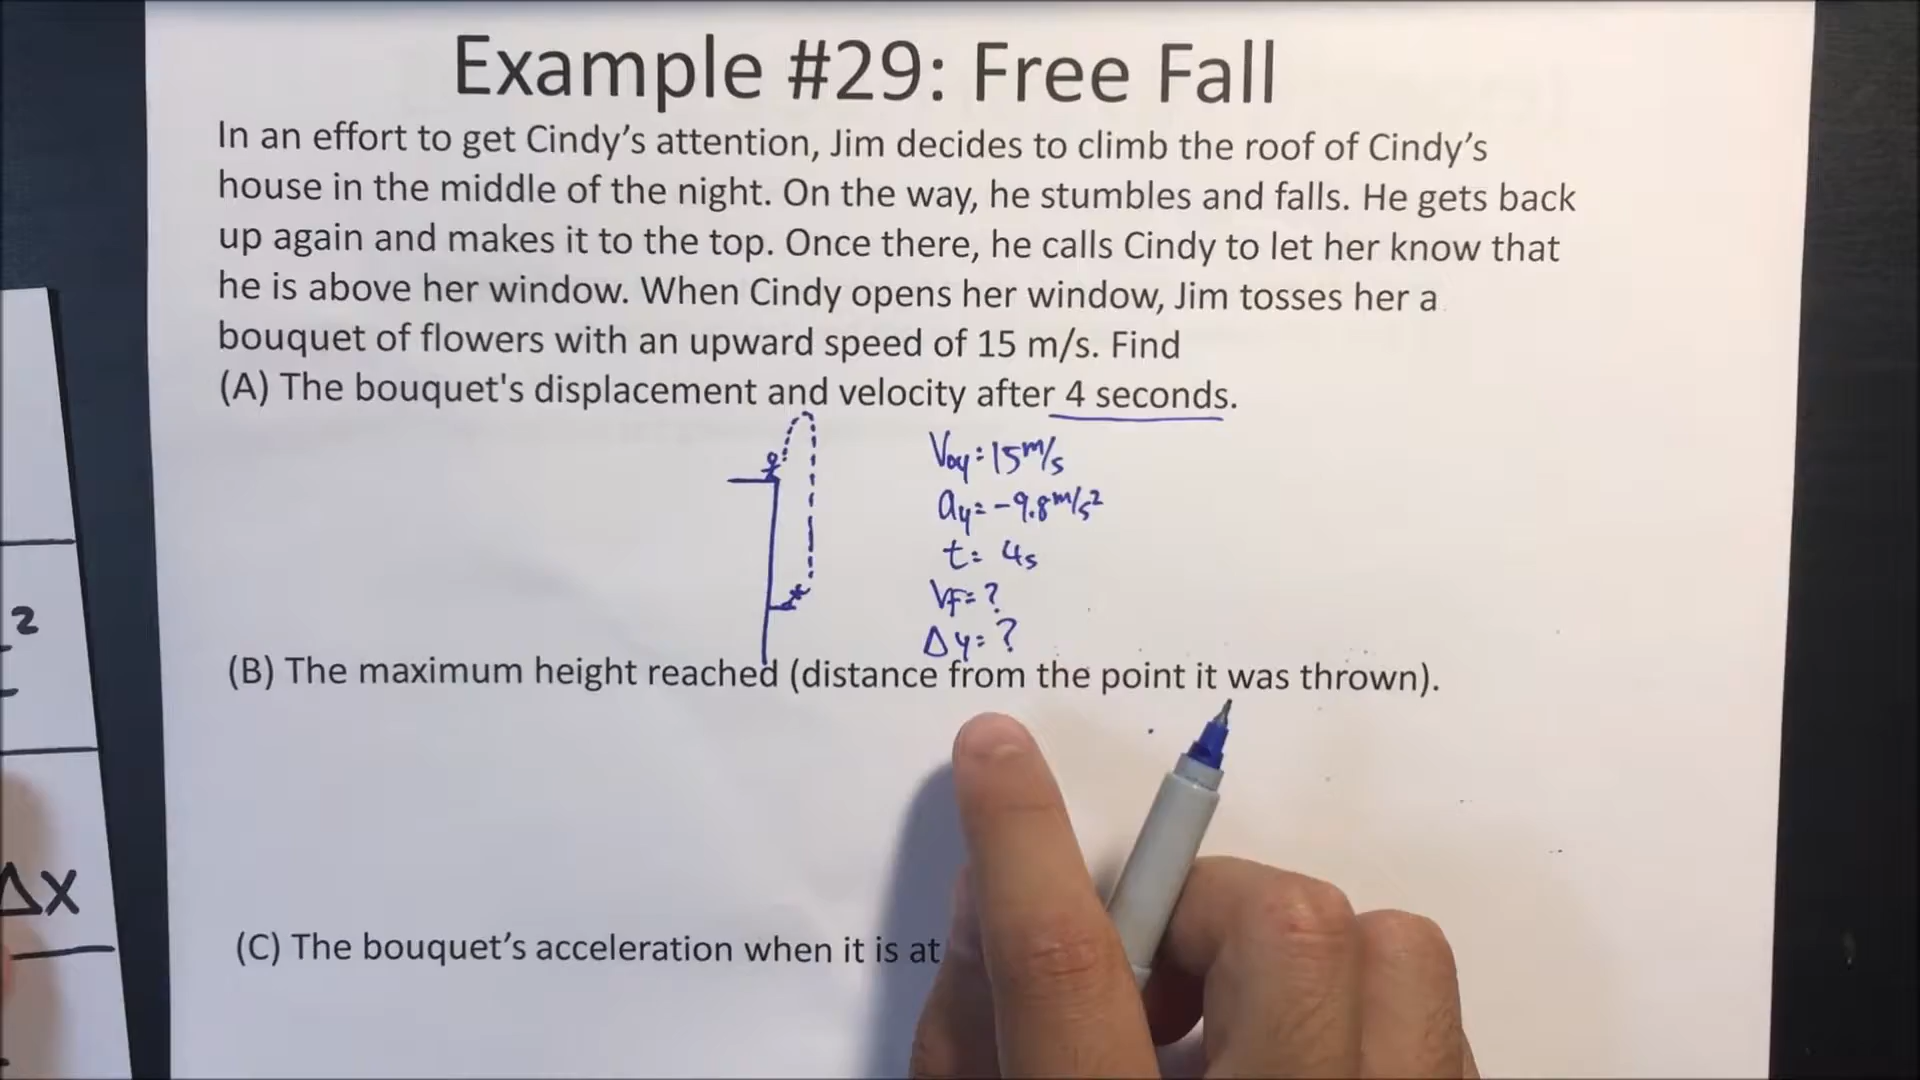 Example #29: Free Fall
In an effort to get Cindy's attention, Jim decides to climb the roof of Cindy's
house in the middle of the night. On the way, he stumbles and falls. He gets back
up again and makes it to the top. Once there, he calls Cindy to let her know that
he is above her window. When Cindy opens her window, Jim tosses her a
bouquet of flowers with an upward speed of 15 m/s. Find
(A) The bouquet's displacement and velocity after 4 seconds.
Voy = 15 m/s
ay = -9.8 m/s²
t = 4s
VF = ?
Δy = ?
2
(B) The maximum height reached (distance from the point it was thrown).
ΔX
(C) The bouquet's acceleration when it is at